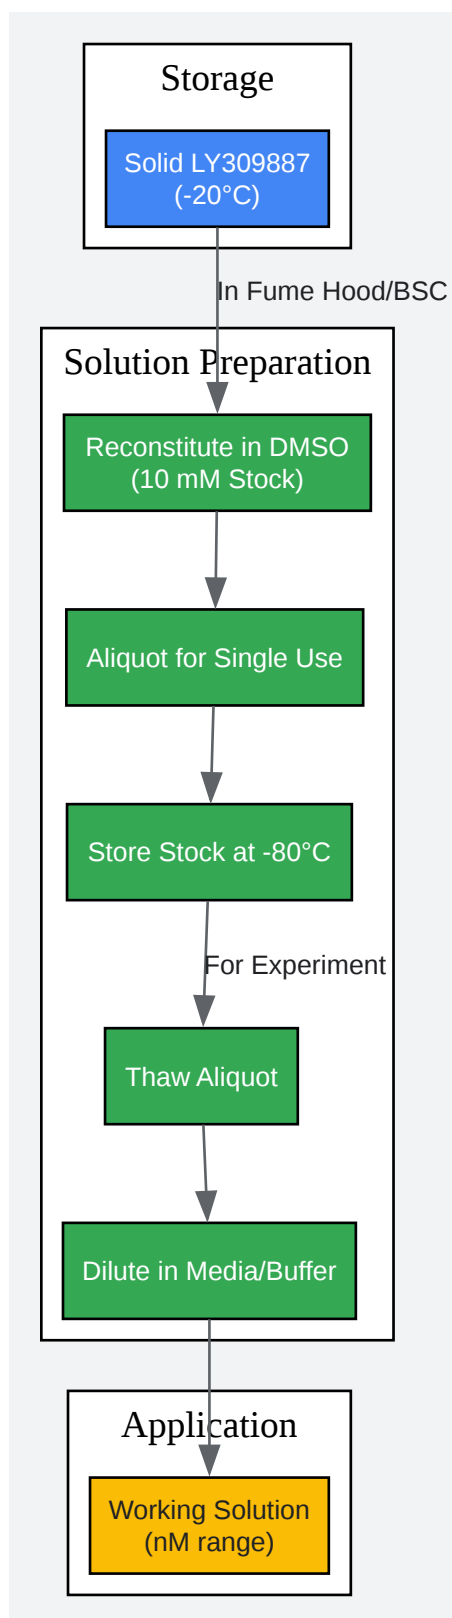 Storage
Solid LY309887
(-20°C)
In Fume Hood/BSC
Solution Preparation
Reconstitute in DMSO
(10 mM Stock)
Aliquot for Single Use
Store Stock at -80°C
For Experiment
Thaw Aliquot
Dilute in Media/Buffer
Application
Working Solution
(nM range)